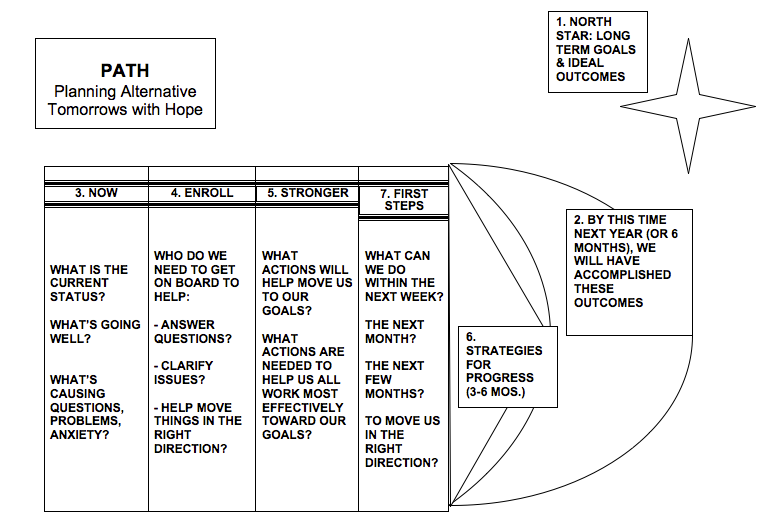 PATH
Planning Alternative
Tomorrows with Hope
1. NORTH
STAR: LONG
TERM GOALS
& IDEAL
OUTCOMES
2. BY THIS TIME
NEXT YEAR (OR 6
MONTHS), WE
WILL HAVE
ACCOMPLISHED
THESE
OUTCOMES
3. NOW
WHAT IS THE
CURRENT
STATUS?
WHAT'S GOING
WELL?
WHAT'S
CAUSING
QUESTIONS,
PROBLEMS,
ANXIETY?
4. ENROLL
WHO DO WE
NEED TO GET
ON BOARD TO
HELP:
- ANSWER
QUESTIONS?
- CLARIFY
ISSUES?
- HELP MOVE
THINGS IN THE
RIGHT
DIRECTION?
5. STRONGER
WHAT
ACTIONS WILL
HELP MOVE US
TO OUR
GOALS?
WHAT
ACTIONS ARE
NEEDED TO
HELP US ALL
WORK MOST
EFFECTIVELY
TOWARD OUR
GOALS?
7. FIRST
STEPS
WHAT CAN
WE DO
WITHIN THE
NEXT WEEK?
THE NEXT
MONTH?
THE NEXT
FEW
MONTHS?
TO MOVE US
IN THE
RIGHT
DIRECTION?
6.
STRATEGIES
FOR
PROGRESS
(3-6 MOS.)